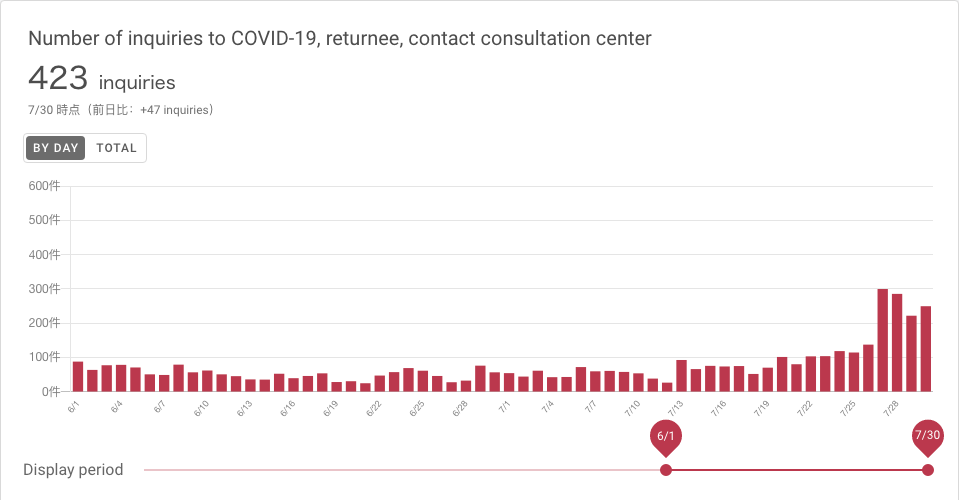 Number of inquiries to COVID-19, returnee, contact consultation center
423 inquiries
7/30 時点（前日比：+47 inquiries）
BY DAY TOTAL
600件
500件
400件
300件
200件
100件
0件
6/1 6/4 6/7 6/10 6/13 6/16 6/19 6/22 6/25 6/28 7/1 7/4 7/7 7/10 7/13 7/16 7/19 7/22 7/25 7/28
6/1 7/30
Display period